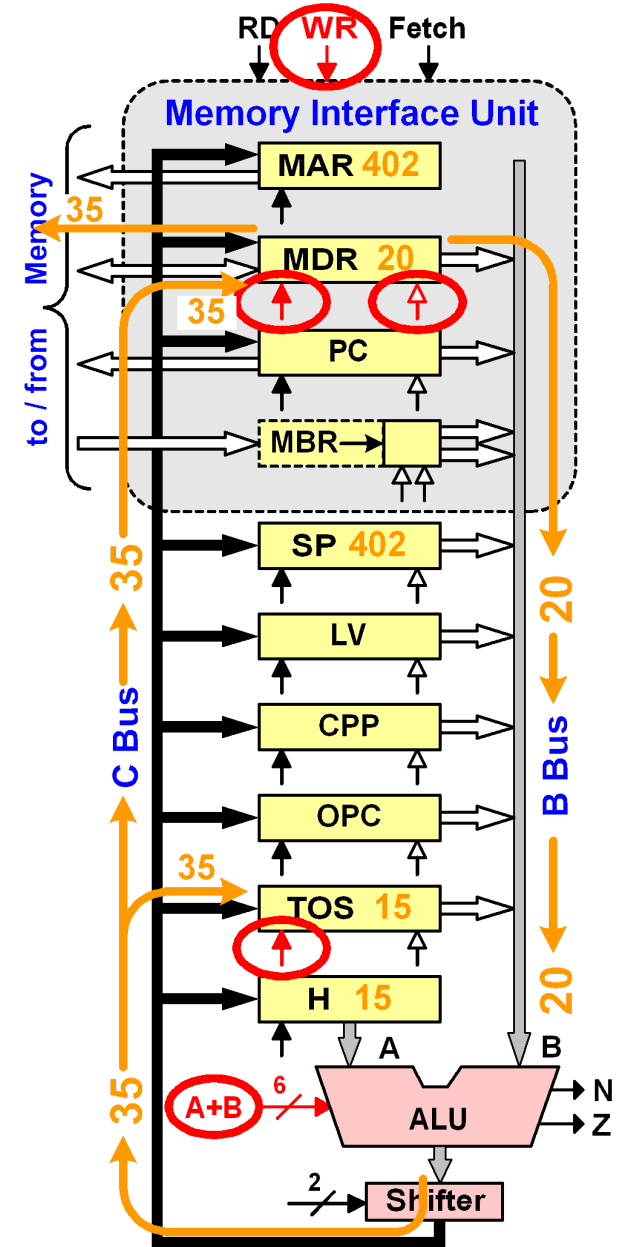 RD WR Fetch
Memory Interface Unit
MAR 402
35
MDR 20
35
PC
MBR
to / from Memory
SP 402
35
20
LV
C Bus
B Bus
CPP
OPC
35
TOS 15
H 15
20
A B
35
A+B
6
ALU
N
Z
2
Shifter